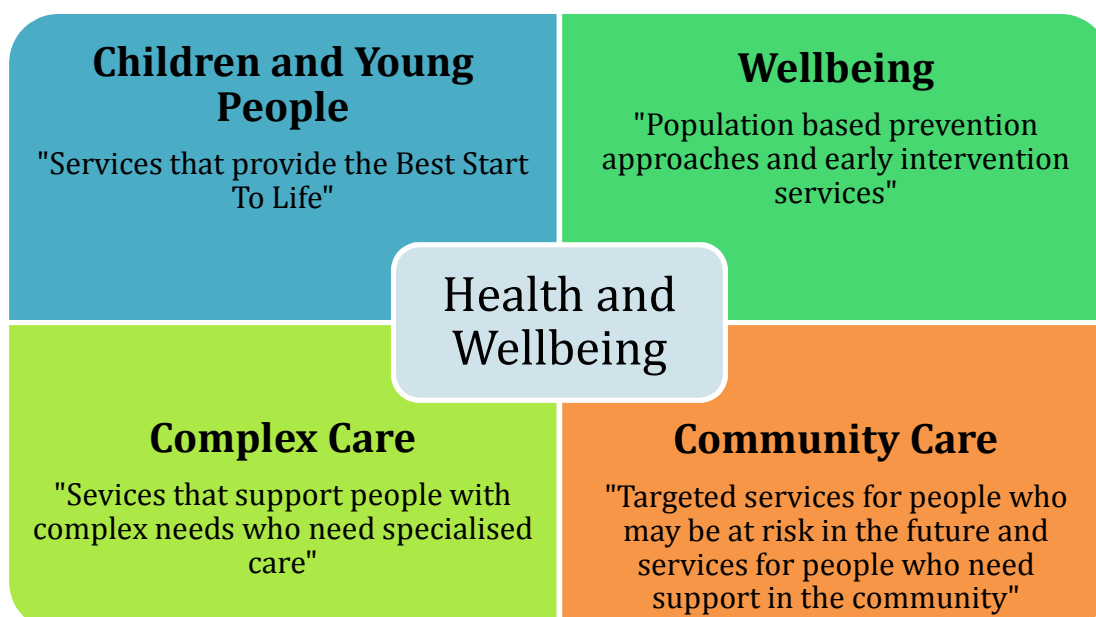 Children and Young
People
"Services that provide the Best Start
To Life"
Wellbeing
"Population based prevention
approaches and early intervention
services"
Health and
Wellbeing
Complex Care
"Sevices that support people with
complex needs who need specialised
care"
Community Care
"Targeted services for people who
may be at risk in the future and
services for people who need
support in the community"